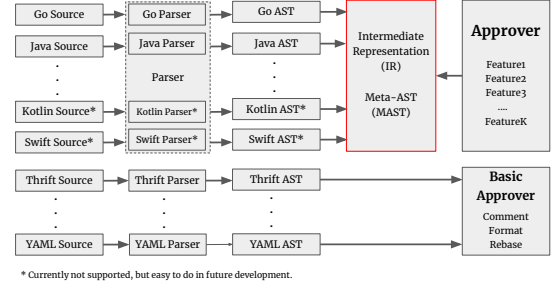 Go Source
Go Parser
Go AST
Java Source
Java Parser
Java AST
Parser
Kotlin Source*
Kotlin Parser*
Kotlin AST*
Swift Source*
Swift Parser*
Swift AST*
Intermediate
Representation
(IR)
Meta-AST
(MAST)
Approver
Feature1
Feature2
Feature3
....
FeatureK
Thrift Source
Thrift Parser
Thrift AST
YAML Source
YAML Parser
YAML AST
Basic
Approver
Comment
Format
Rebase
* Currently not supported, but easy to do in future development.